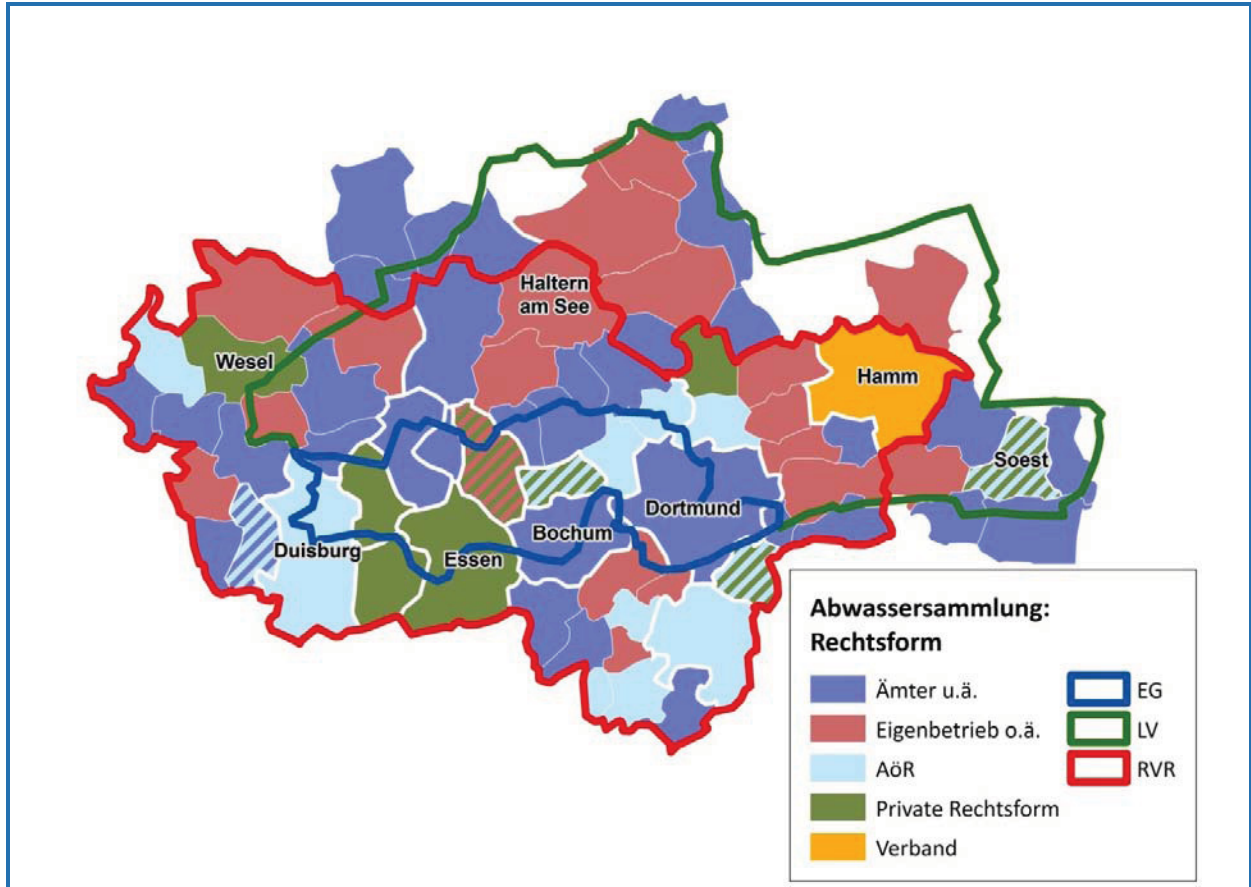 Haltern
am See
Wesel
Hamm
Soest
Dortmund
Bochum
Duisburg
Essen
Abwassersammlung:
Rechtsform
Ämter u.ä.
Eigenbetrieb o.ä.
AöR
Private Rechtsform
Verband
EG
LV
RVR